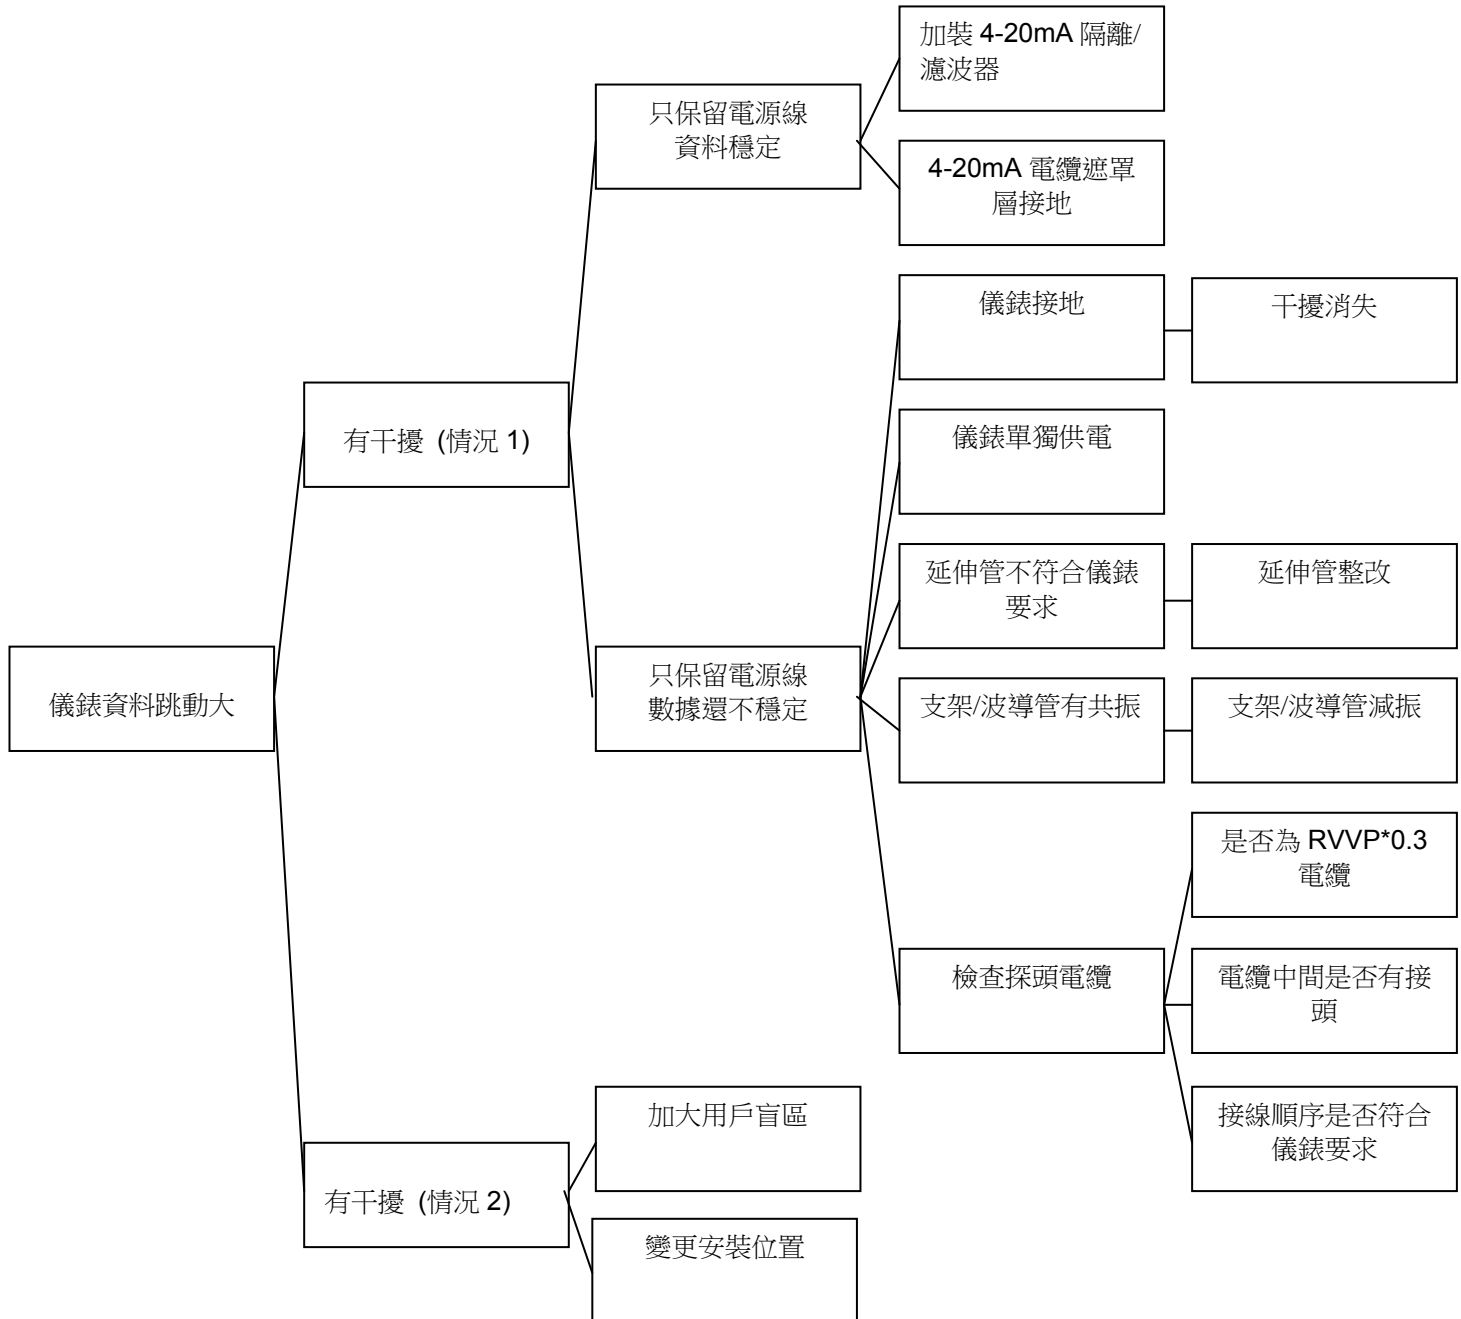 加裝 4-20mA 隔離/
濾波器
只保留電源線
資料穩定
4-20mA 電纜遮罩
層接地
儀錶接地
干擾消失
有干擾 (情況 1)
儀錶單獨供電
延伸管不符合儀錶
要求
延伸管整改
儀錶資料跳動大
只保留電源線
數據還不穩定
支架/波導管有共振
支架/波導管減振
是否為 RVVP*0.3
電纜
檢查探頭電纜
電纜中間是否有接
頭
接線順序是否符合
儀錶要求
有干擾 (情況 2)
加大用戶盲區
變更安裝位置